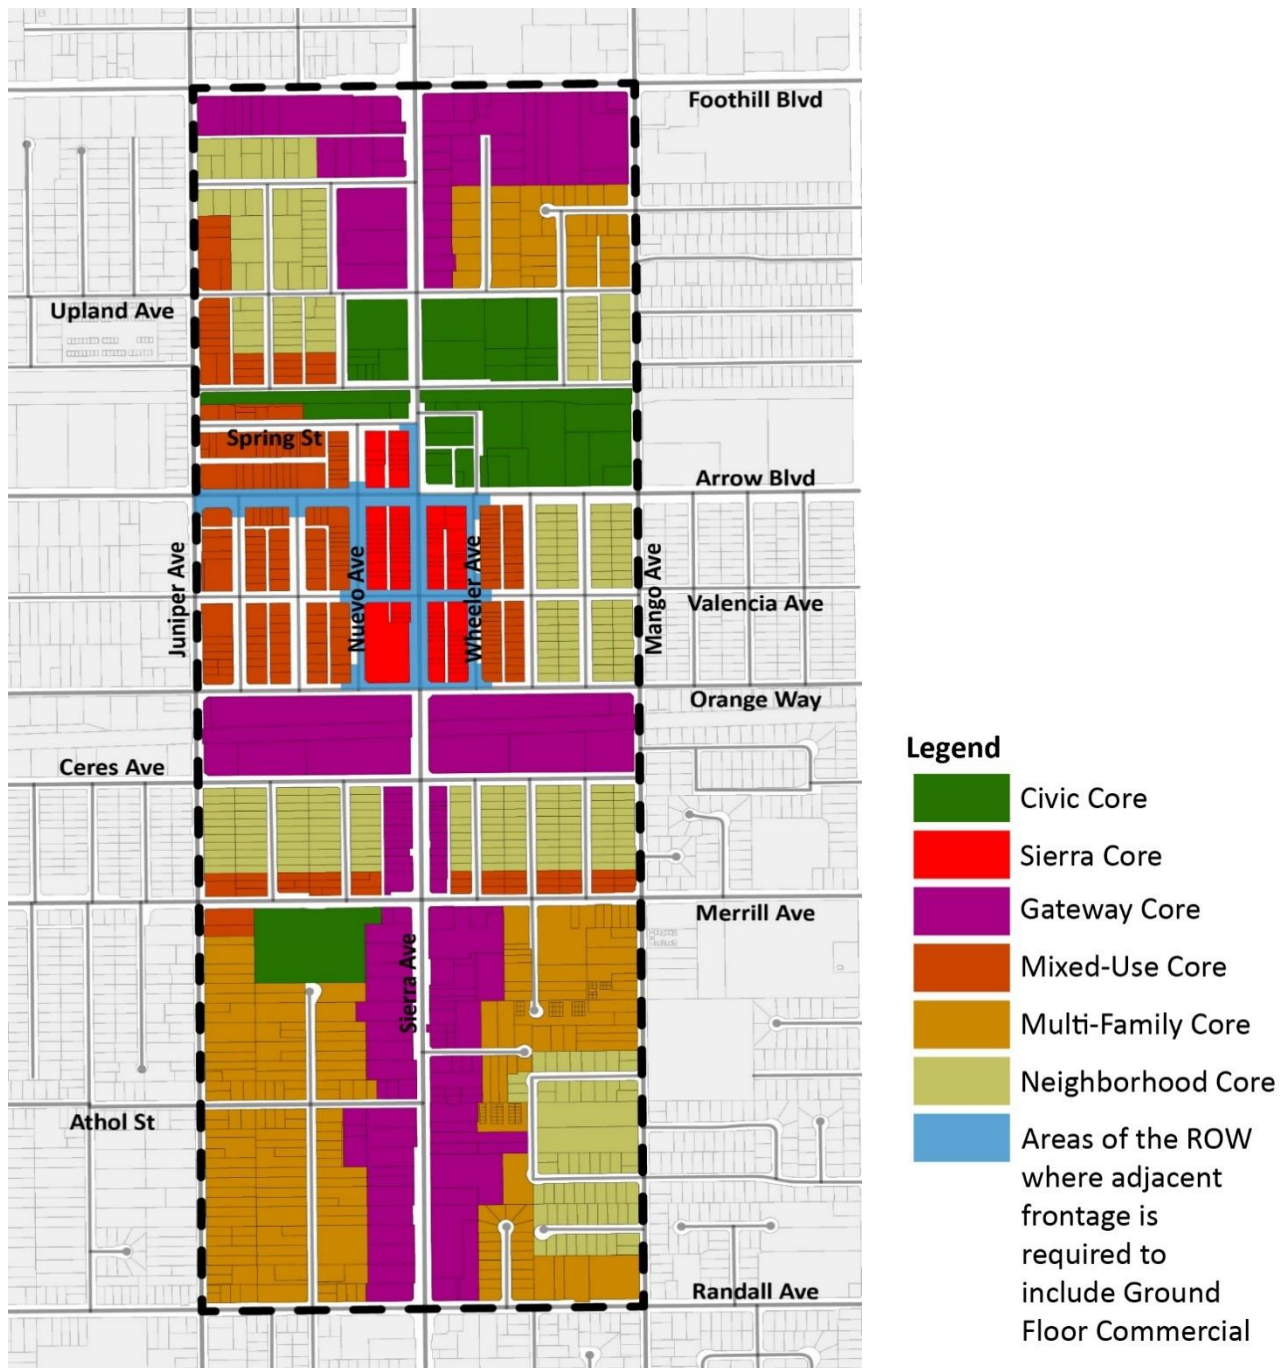 Foothill Blvd
Upland Ave
Spring St
Arrow Blvd
Juniper Ave
Nuevo Ave
Wheeler Ave
Mango Ave
Valencia Ave
Orange Way
Ceres Ave
Merrill Ave
Sierra Ave
Athol St
Randall Ave
Legend
Civic Core
Sierra Core
Gateway Core
Mixed-Use Core
Multi-Family Core
Neighborhood Core
Areas of the ROW
where adjacent
frontage is
required to
include Ground
Floor Commercial